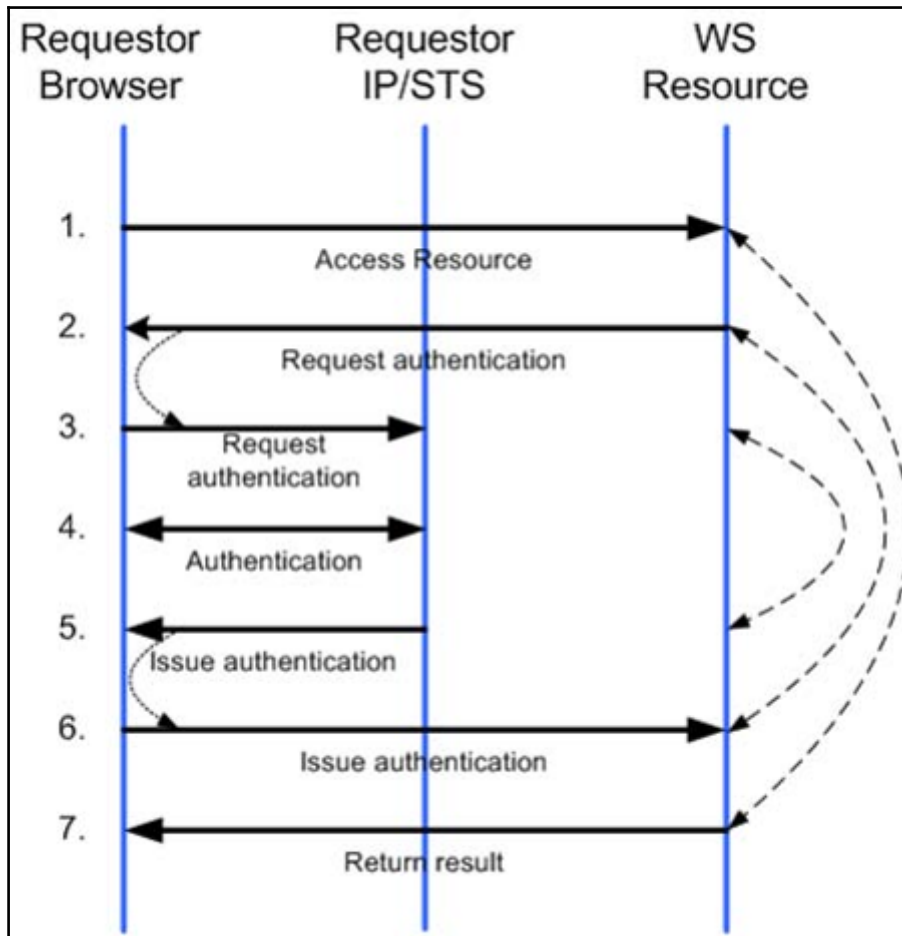 Requestor
Browser
Requestor
IP/STS
WS
Resource
1.
Access Resource
2.
Request authentication
3.
Request
authentication
4.
Authentication
5.
Issue authentication
6.
Issue authentication
7.
Return result